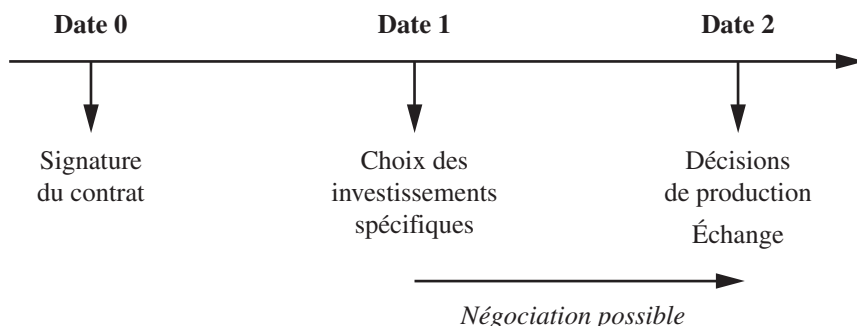 Date 0 Date 1 Date 2
Signature
du contrat
Choix des
investissements
spécifiques
Décisions
de production
Échange
Négociation possible